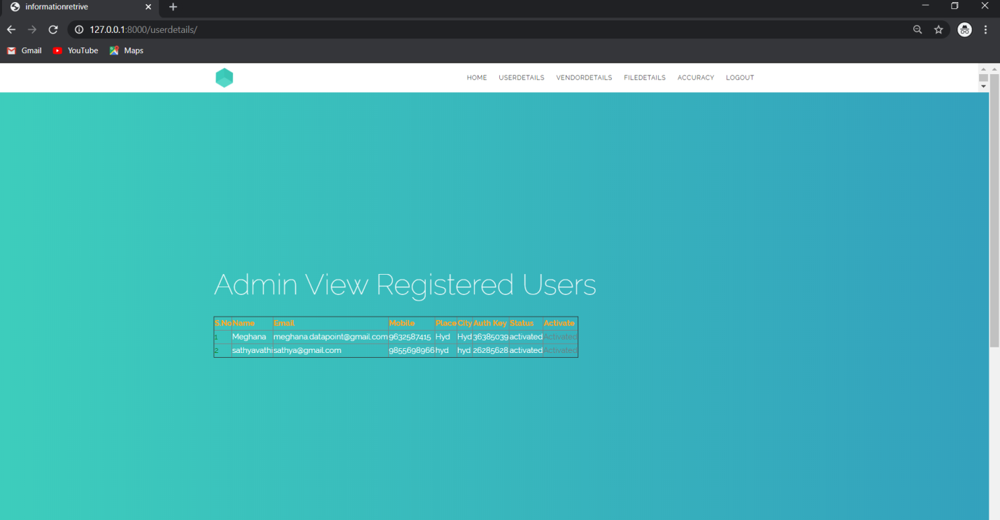 informationretrive
127.0.0.1:8000/userdetails/
Gmail YouTube Maps
HOME USERDETAILS VENDORDETAILS FILEDETAILS ACCURACY LOGOUT
Admin View Registered Users
S.No Name Email Mobile Place City Auth Key Status Activate
1 Meghana meghana.datapoint@gmail.com 9632587415 Hyd Hyd 36385039 activated Activated
2 sathyavathi sathya@gmail.com 9855698966 hyd hyd 26285628 activated Activated